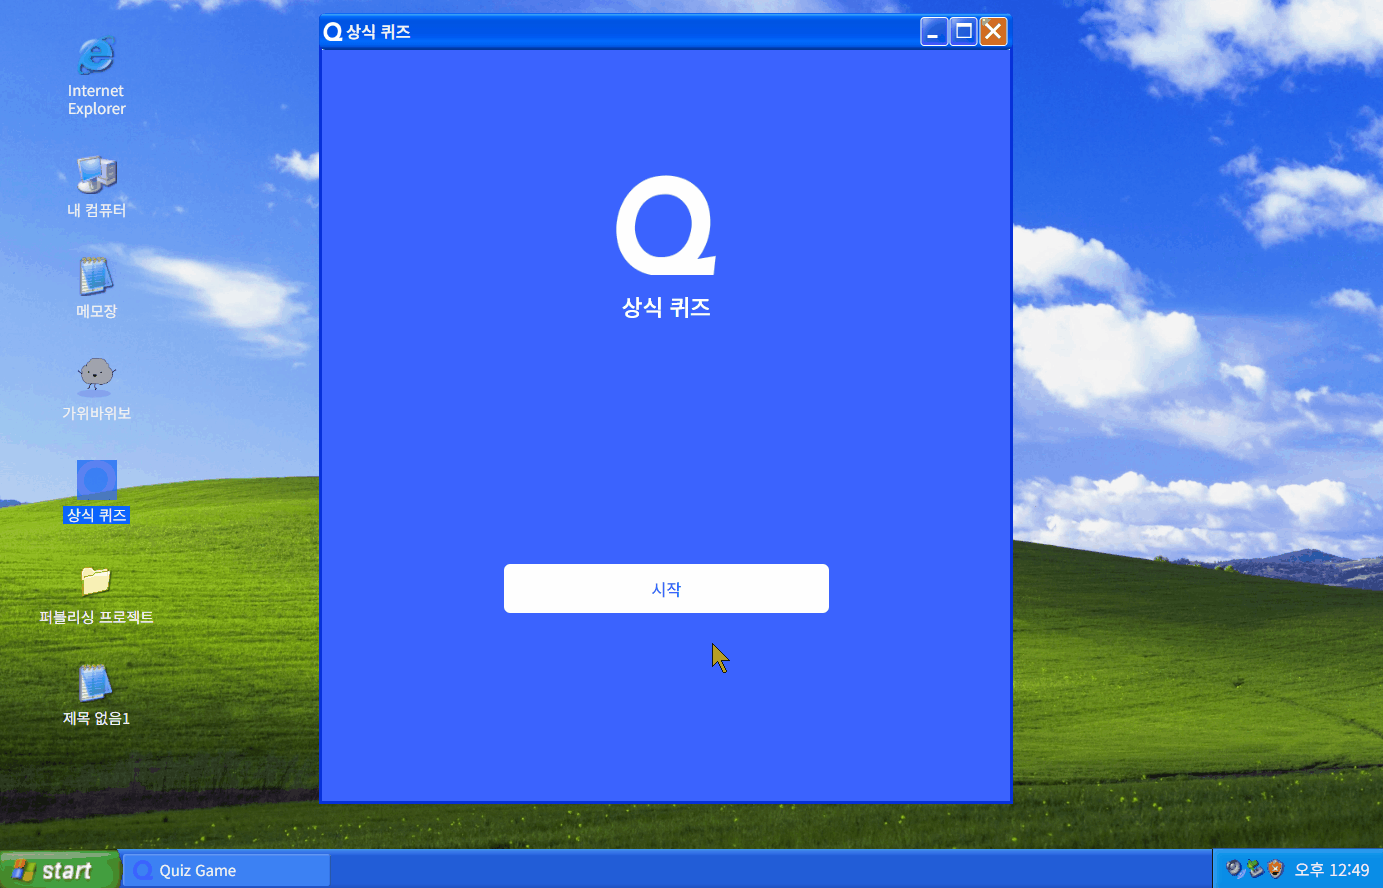 Internet
Explorer
내 컴퓨터
메모장
가위바위보
상식 퀴즈
퍼블리싱 프로젝트
제목 없음1
Q 상식 퀴즈
Q
상식 퀴즈
시작
start
Quiz Game
오후 12:49